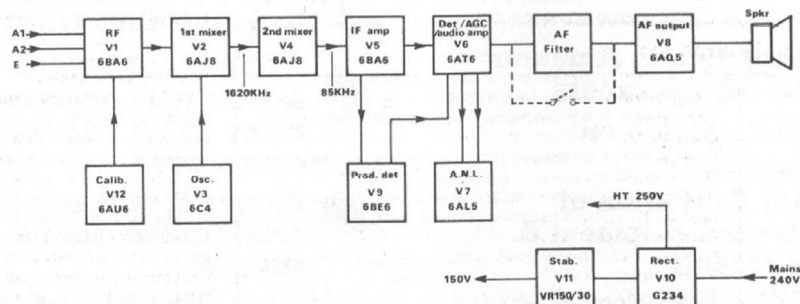 A1
A2
E
RF
V1
6BA6
1st mixer
V2
6AJ8
2nd mixer
V4
6AJ8
IF amp
V5
6BA6
Det /AGC
/audio amp
V6
6AT6
AF
Filter
AF output
V8
6AQ5
Spkr
1620KHz
85KHz
Calib.
V12
6AU6
Osc.
V3
6C4
Prod. det
V9
6BE6
A.N.L.
V7
6AL5
HT 250V
150V
Stab.
V11
VR150/30
Rect.
V10
G234
Mains
240V